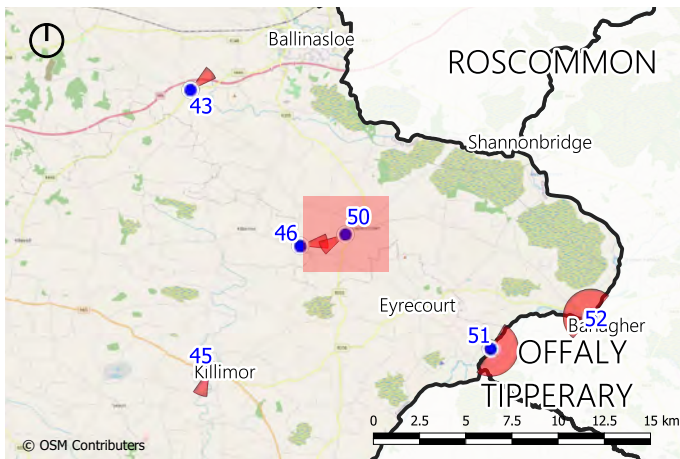 Ballinasloe
ROSCOMMON
43
Shannonbridge
50
46
Eyrecourt
52
Banagher
51
45
OFFALY
Killimor
TIPPERARY
0 2.5 5 7.5 10 12.5 15 km
© OSM Contributors